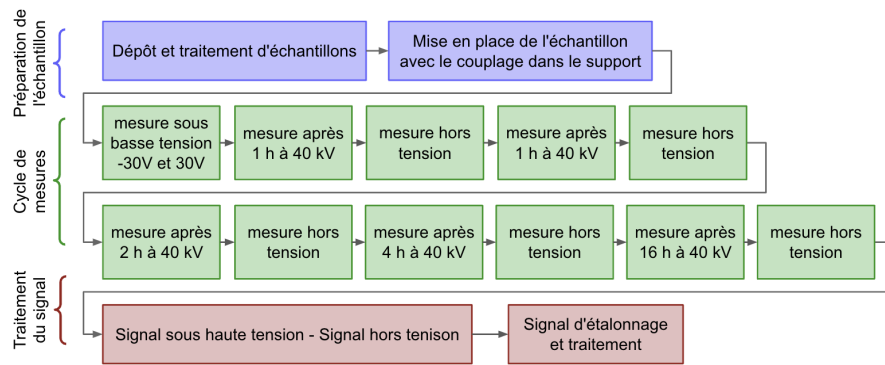 Préparation de
l'échantillon
Dépôt et traitement d'échantillons
Mise en place de l'échantillon
avec le couplage dans le support
Cycle de
mesures
mesure sous
basse tension
-30V et 30V
mesure après
1 h à 40 kV
mesure hors
tension
mesure après
1 h à 40 kV
mesure hors
tension
mesure après
2 h à 40 kV
mesure hors
tension
mesure après
4 h à 40 kV
mesure hors
tension
mesure après
16 h à 40 kV
mesure hors
tension
Traitement
du signal
Signal sous haute tension - Signal hors tenison
Signal d'étalonnage
et traitement